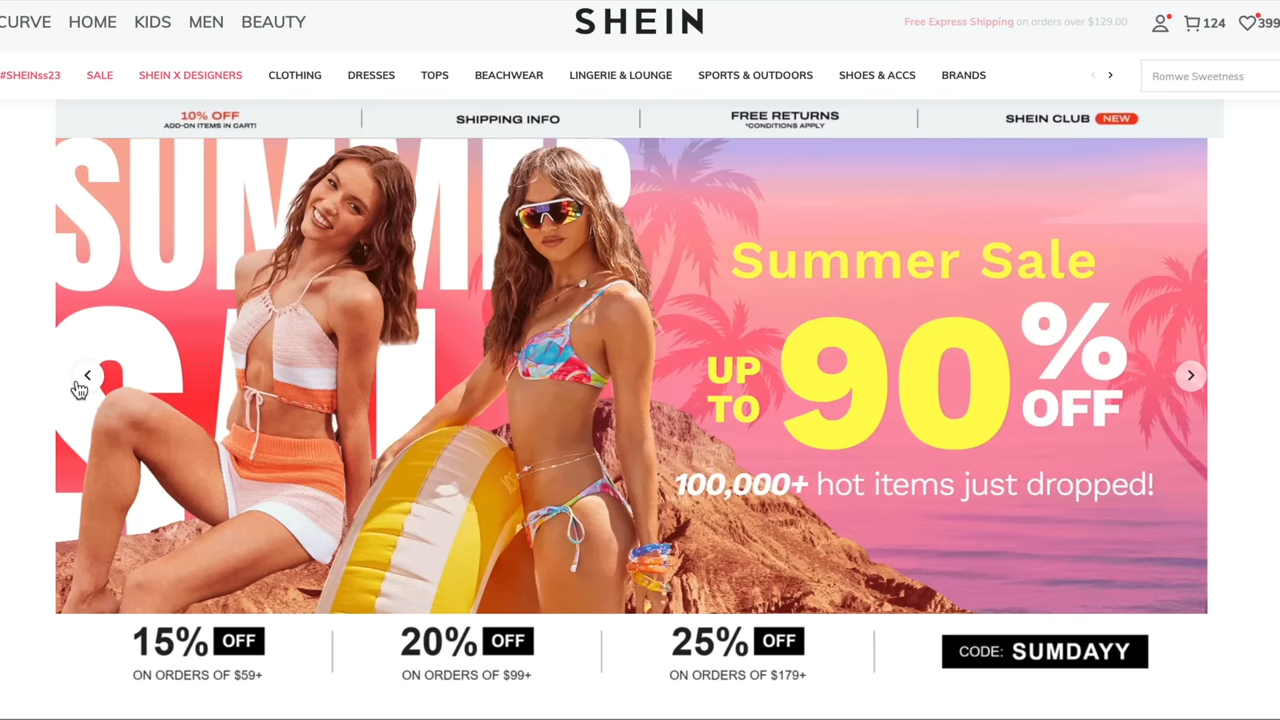 CURVE HOME KIDS MEN BEAUTY
SHEIN
Free Express Shipping on orders over $129.00
124
399
#SHEINss23 SALE SHEIN X DESIGNERS CLOTHING DRESSES TOPS BEACHWEAR LINGERIE & LOUNGE SPORTS & OUTDOORS SHOES & ACCS BRANDS
Romwe Sweetness
10% OFF
ADD-ON ITEMS IN CART!
SHIPPING INFO
FREE RETURNS
*CONDITIONS APPLY
SHEIN CLUB NEW
SUMMER
SALE
Summer Sale
UP TO 90% OFF
100,000+ hot items just dropped!
15% OFF
ON ORDERS OF $59+
20% OFF
ON ORDERS OF $99+
25% OFF
ON ORDERS OF $179+
CODE: SUMDAYY